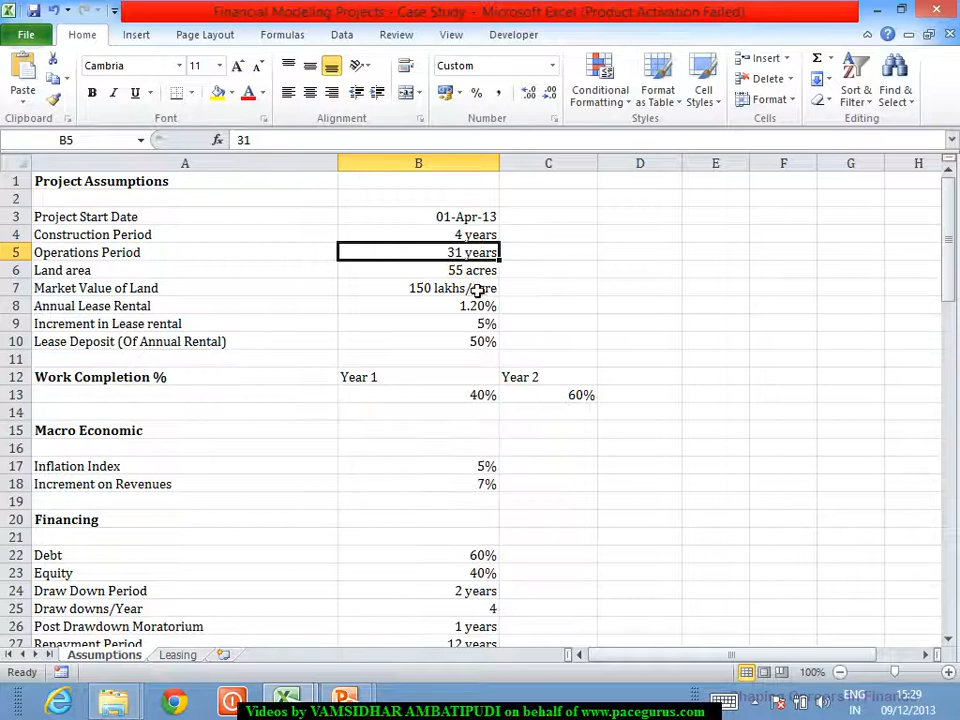 Financial Modeling Projects - Case Study - Microsoft Excel (Product Activation Failed)
File Home Insert Page Layout Formulas Data Review View Developer
Paste
Cambria 11
B I U
Custom
% ,
Conditional Formatting
Format as Table
Cell Styles
Insert
Delete
Format
Sort & Filter
Find & Select
Clipboard Font Alignment Number Styles Cells Editing
B5 fx 31
A B C D E F G H
1 Project Assumptions
2
3 Project Start Date 01-Apr-13
4 Construction Period 4 years
5 Operations Period 31 years
6 Land area 55 acres
7 Market Value of Land 150 lakhs/
8 Annual Lease Rental 1.20%
9 Increment in Lease rental 5%
10 Lease Deposit (Of Annual Rental) 50%
11
12 Work Completion % Year 1 Year 2
13 40% 60%
14
15 Macro Economic
16
17 Inflation Index 5%
18 Increment on Revenues 7%
19
20 Financing
21
22 Debt 60%
23 Equity 40%
24 Draw Down Period 2 years
25 Draw downs/Year 4
26 Post Drawdown Moratorium 1 years
27 Repayment Period 12 years
Assumptions Leasing
Ready 100%
Shaping Careers in Finance
ENG 15:29
IN 09/12/2013
Videos by VAMSIDHAR AMBATIPUDI on behalf of www.pacegurus.com